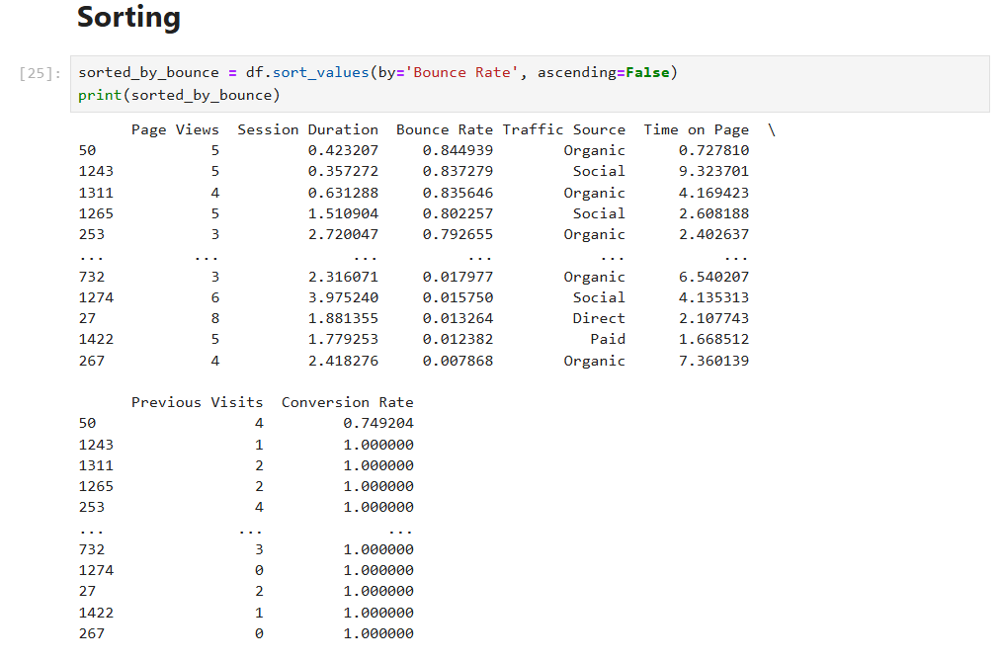 Sorting
[25]: sorted_by_bounce = df.sort_values(by='Bounce Rate', ascending=False)
print(sorted_by_bounce)
Page Views  Session Duration  Bounce Rate Traffic Source  Time on Page  \
50             5          0.423207     0.844939        Organic      0.727810
1243           5          0.357272     0.837279         Social      9.323701
1311           4          0.631288     0.835646        Organic      4.169423
1265           5          1.510904     0.802257         Social      2.608188
253            3          2.720047     0.792655        Organic      2.402637
...          ...               ...          ...            ...           ...
732            3          2.316071     0.017977        Organic      6.540207
1274           6          3.975240     0.015750         Social      4.135313
27             8          1.881355     0.013264         Direct      2.107743
1422           5          1.779253     0.012382           Paid      1.668512
267            4          2.418276     0.007868        Organic      7.360139
Previous Visits  Conversion Rate
50                  4         0.749204
1243                1         1.000000
1311                2         1.000000
1265                2         1.000000
253                 4         1.000000
...               ...              ...
732                 3         1.000000
1274                0         1.000000
27                  2         1.000000
1422                1         1.000000
267                 0         1.000000